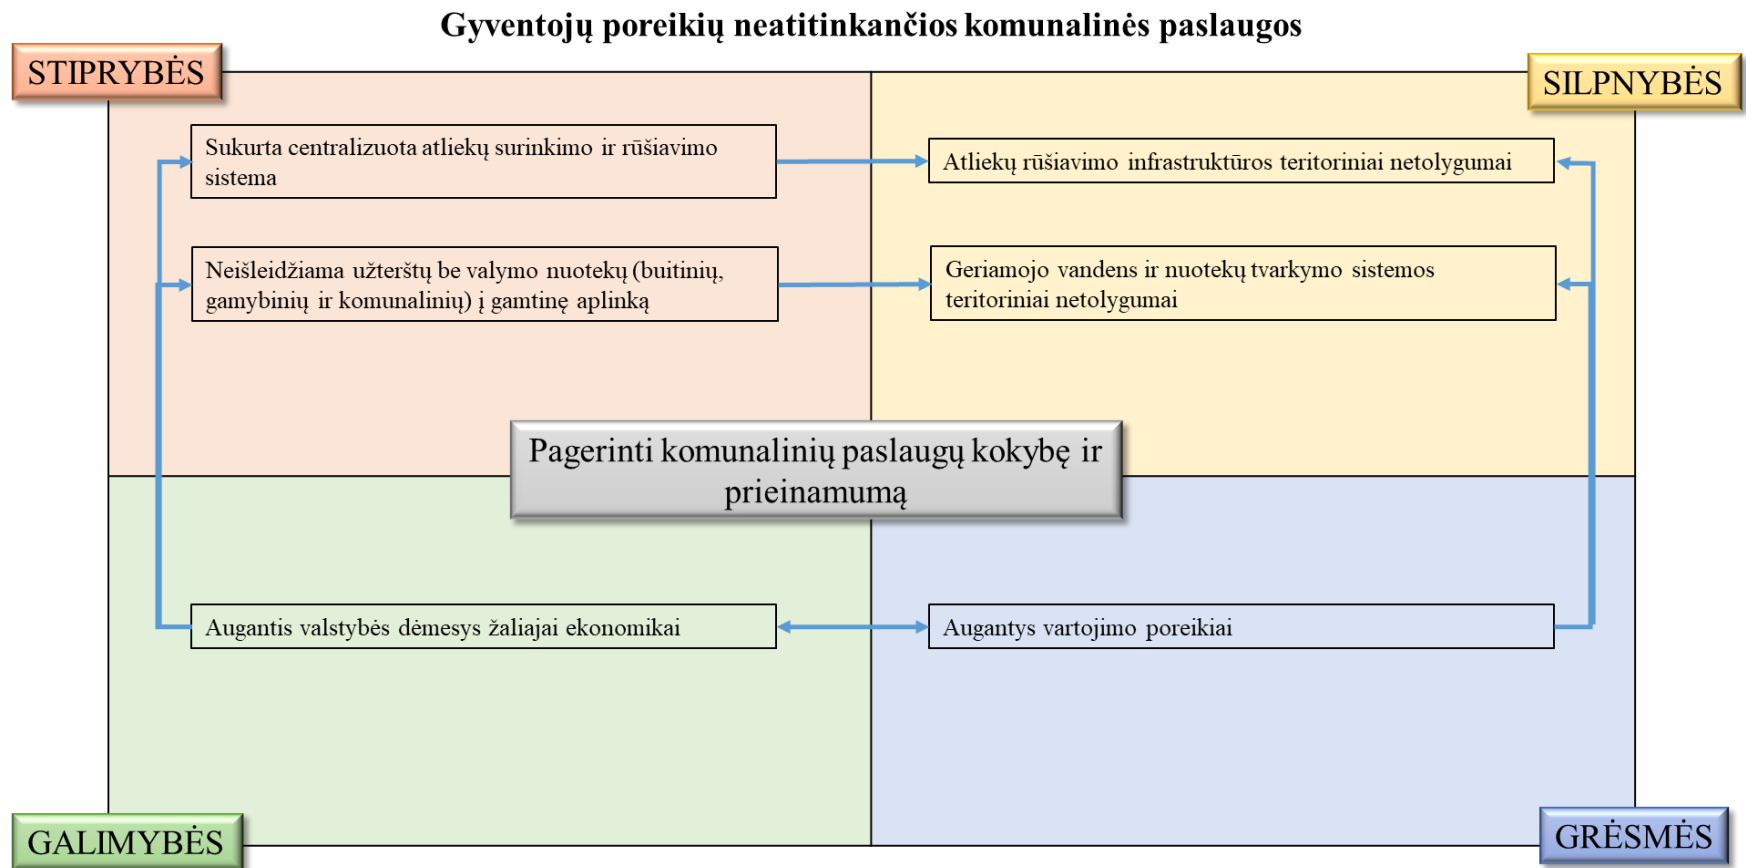 Gyventojų poreikių neatitinkančios komunalinės paslaugos
STIPRYBĖS
SILPNYBĖS
Sukurta centralizuota atliekų surinkimo ir rūšiavimo
sistema
Atliekų rūšiavimo infrastruktūros teritoriniai netolygumai
Neišleidžiama užterštų be valymo nuotekų (buitinių,
gamybinių ir komunalinių) į gamtinę aplinką
Geriamojo vandens ir nuotekų tvarkymo sistemos
teritoriniai netolygumai
Pagerinti komunalinių paslaugų kokybę ir
prieinamumą
Augantis valstybės dėmesys žaliajai ekonomikai
Augantys vartojimo poreikiai
GALIMYBĖS
GRĖSMĖS